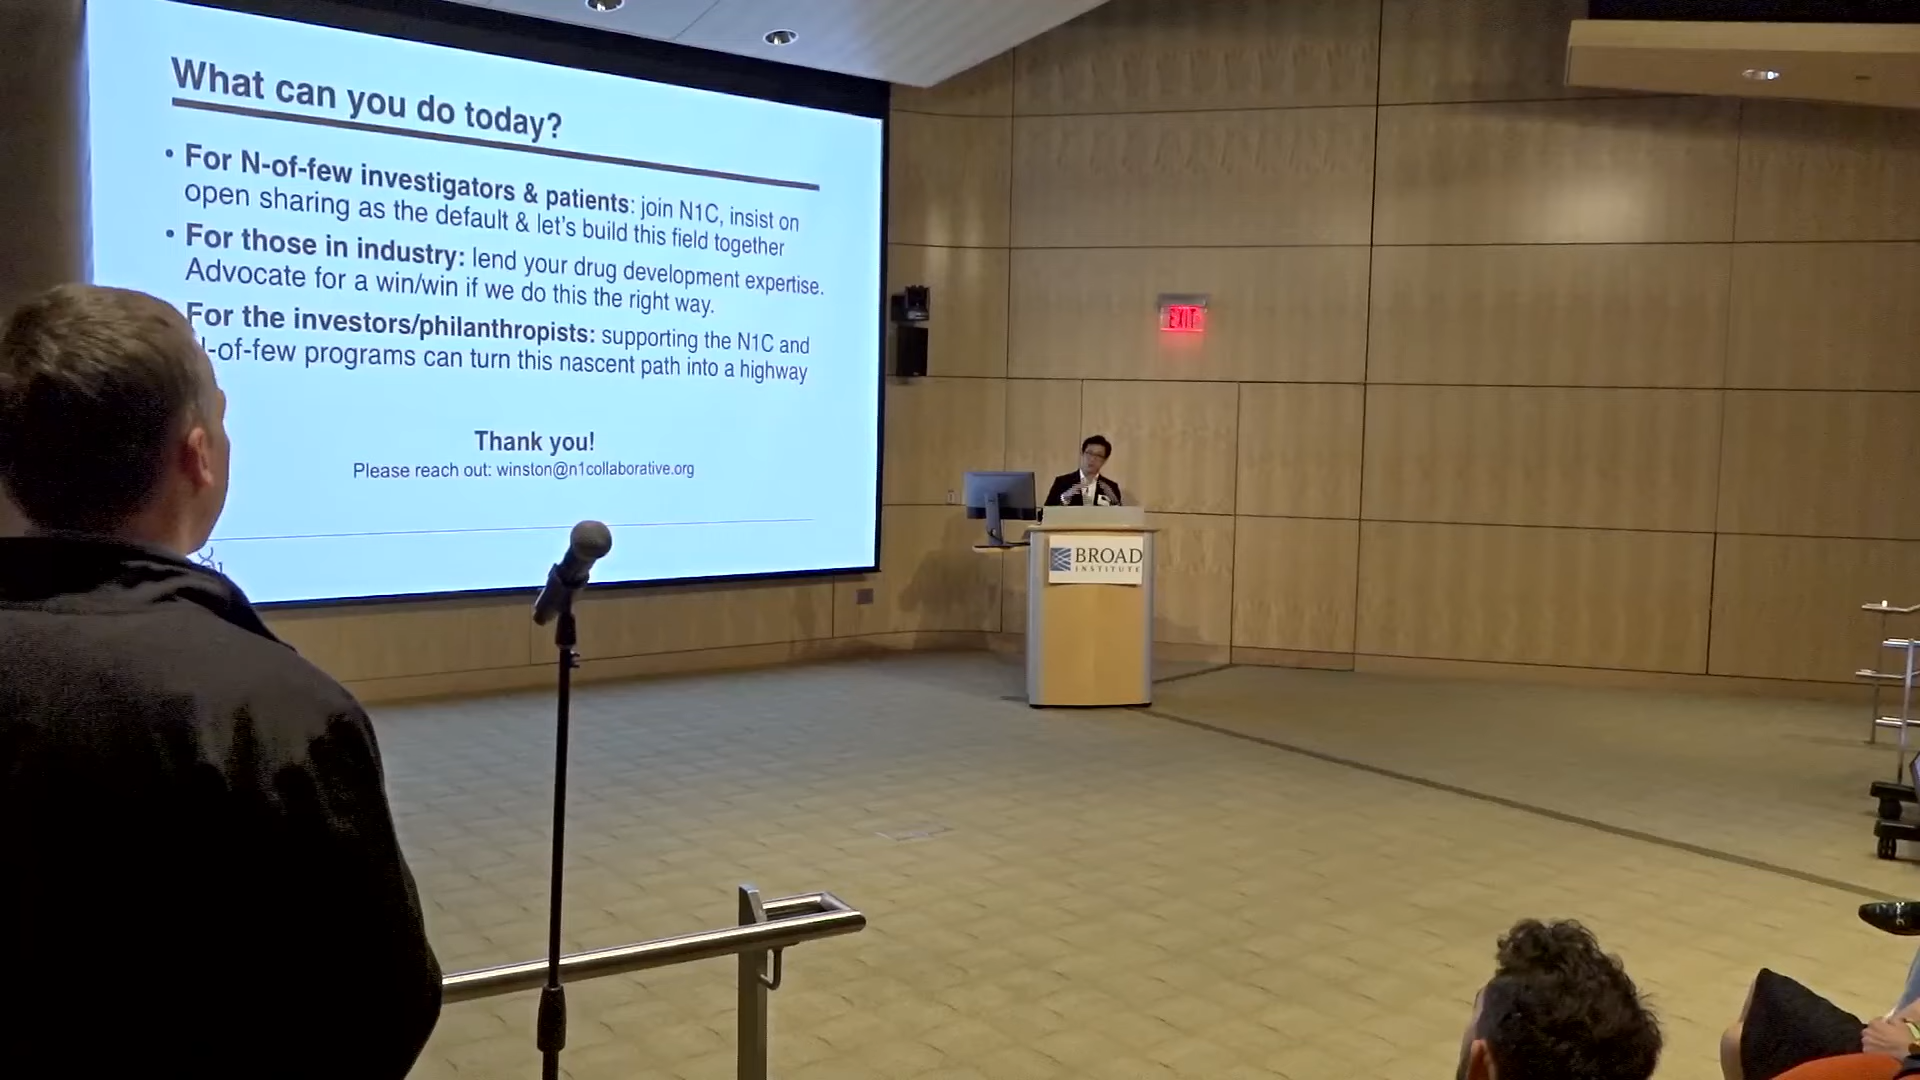 What can you do today?
• For N-of-few investigators & patients: join N1C, insist on
open sharing as the default & let's build this field together
• For those in industry: lend your drug development expertise.
Advocate for a win/win if we do this the right way.
For the investors/philanthropists: supporting the N1C and
-of-few programs can turn this nascent path into a highway
Thank you!
Please reach out: winston@n1collaborative.org
EXIT
BROAD
INSTITUTE